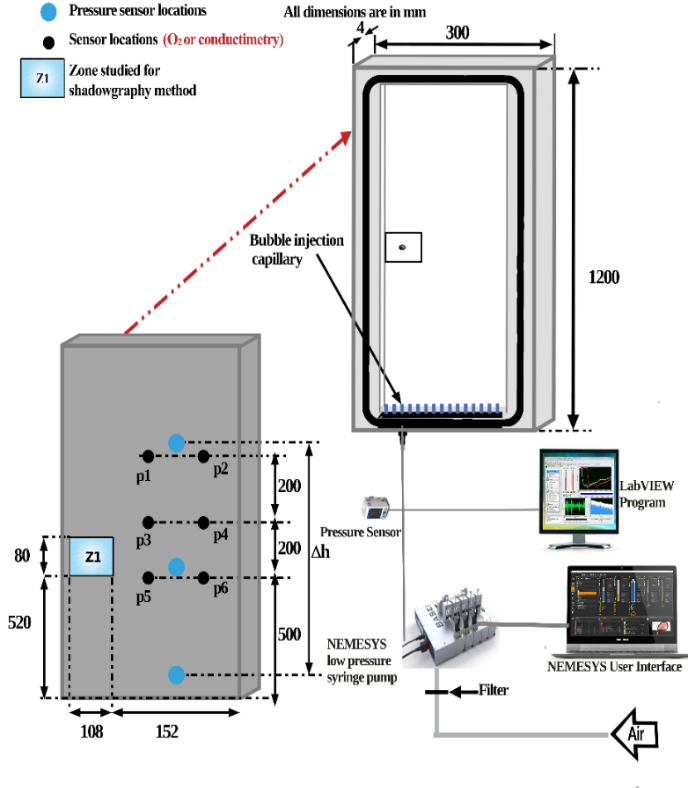 Pressure sensor locations
Sensor locations (O₂ or conductimetry)
Z1
Zone studied for
shadowgraphy method
All dimensions are in mm
4
300
Bubble injection
capillary
1200
p1
p2
200
p3
p4
80
Z1
200
Δh
p5
p6
520
500
108
152
Pressure Sensor
LabVIEW
Program
BASE
NEMESYS
low pressure
syringe pump
NEMESYS User Interface
Filter
Air